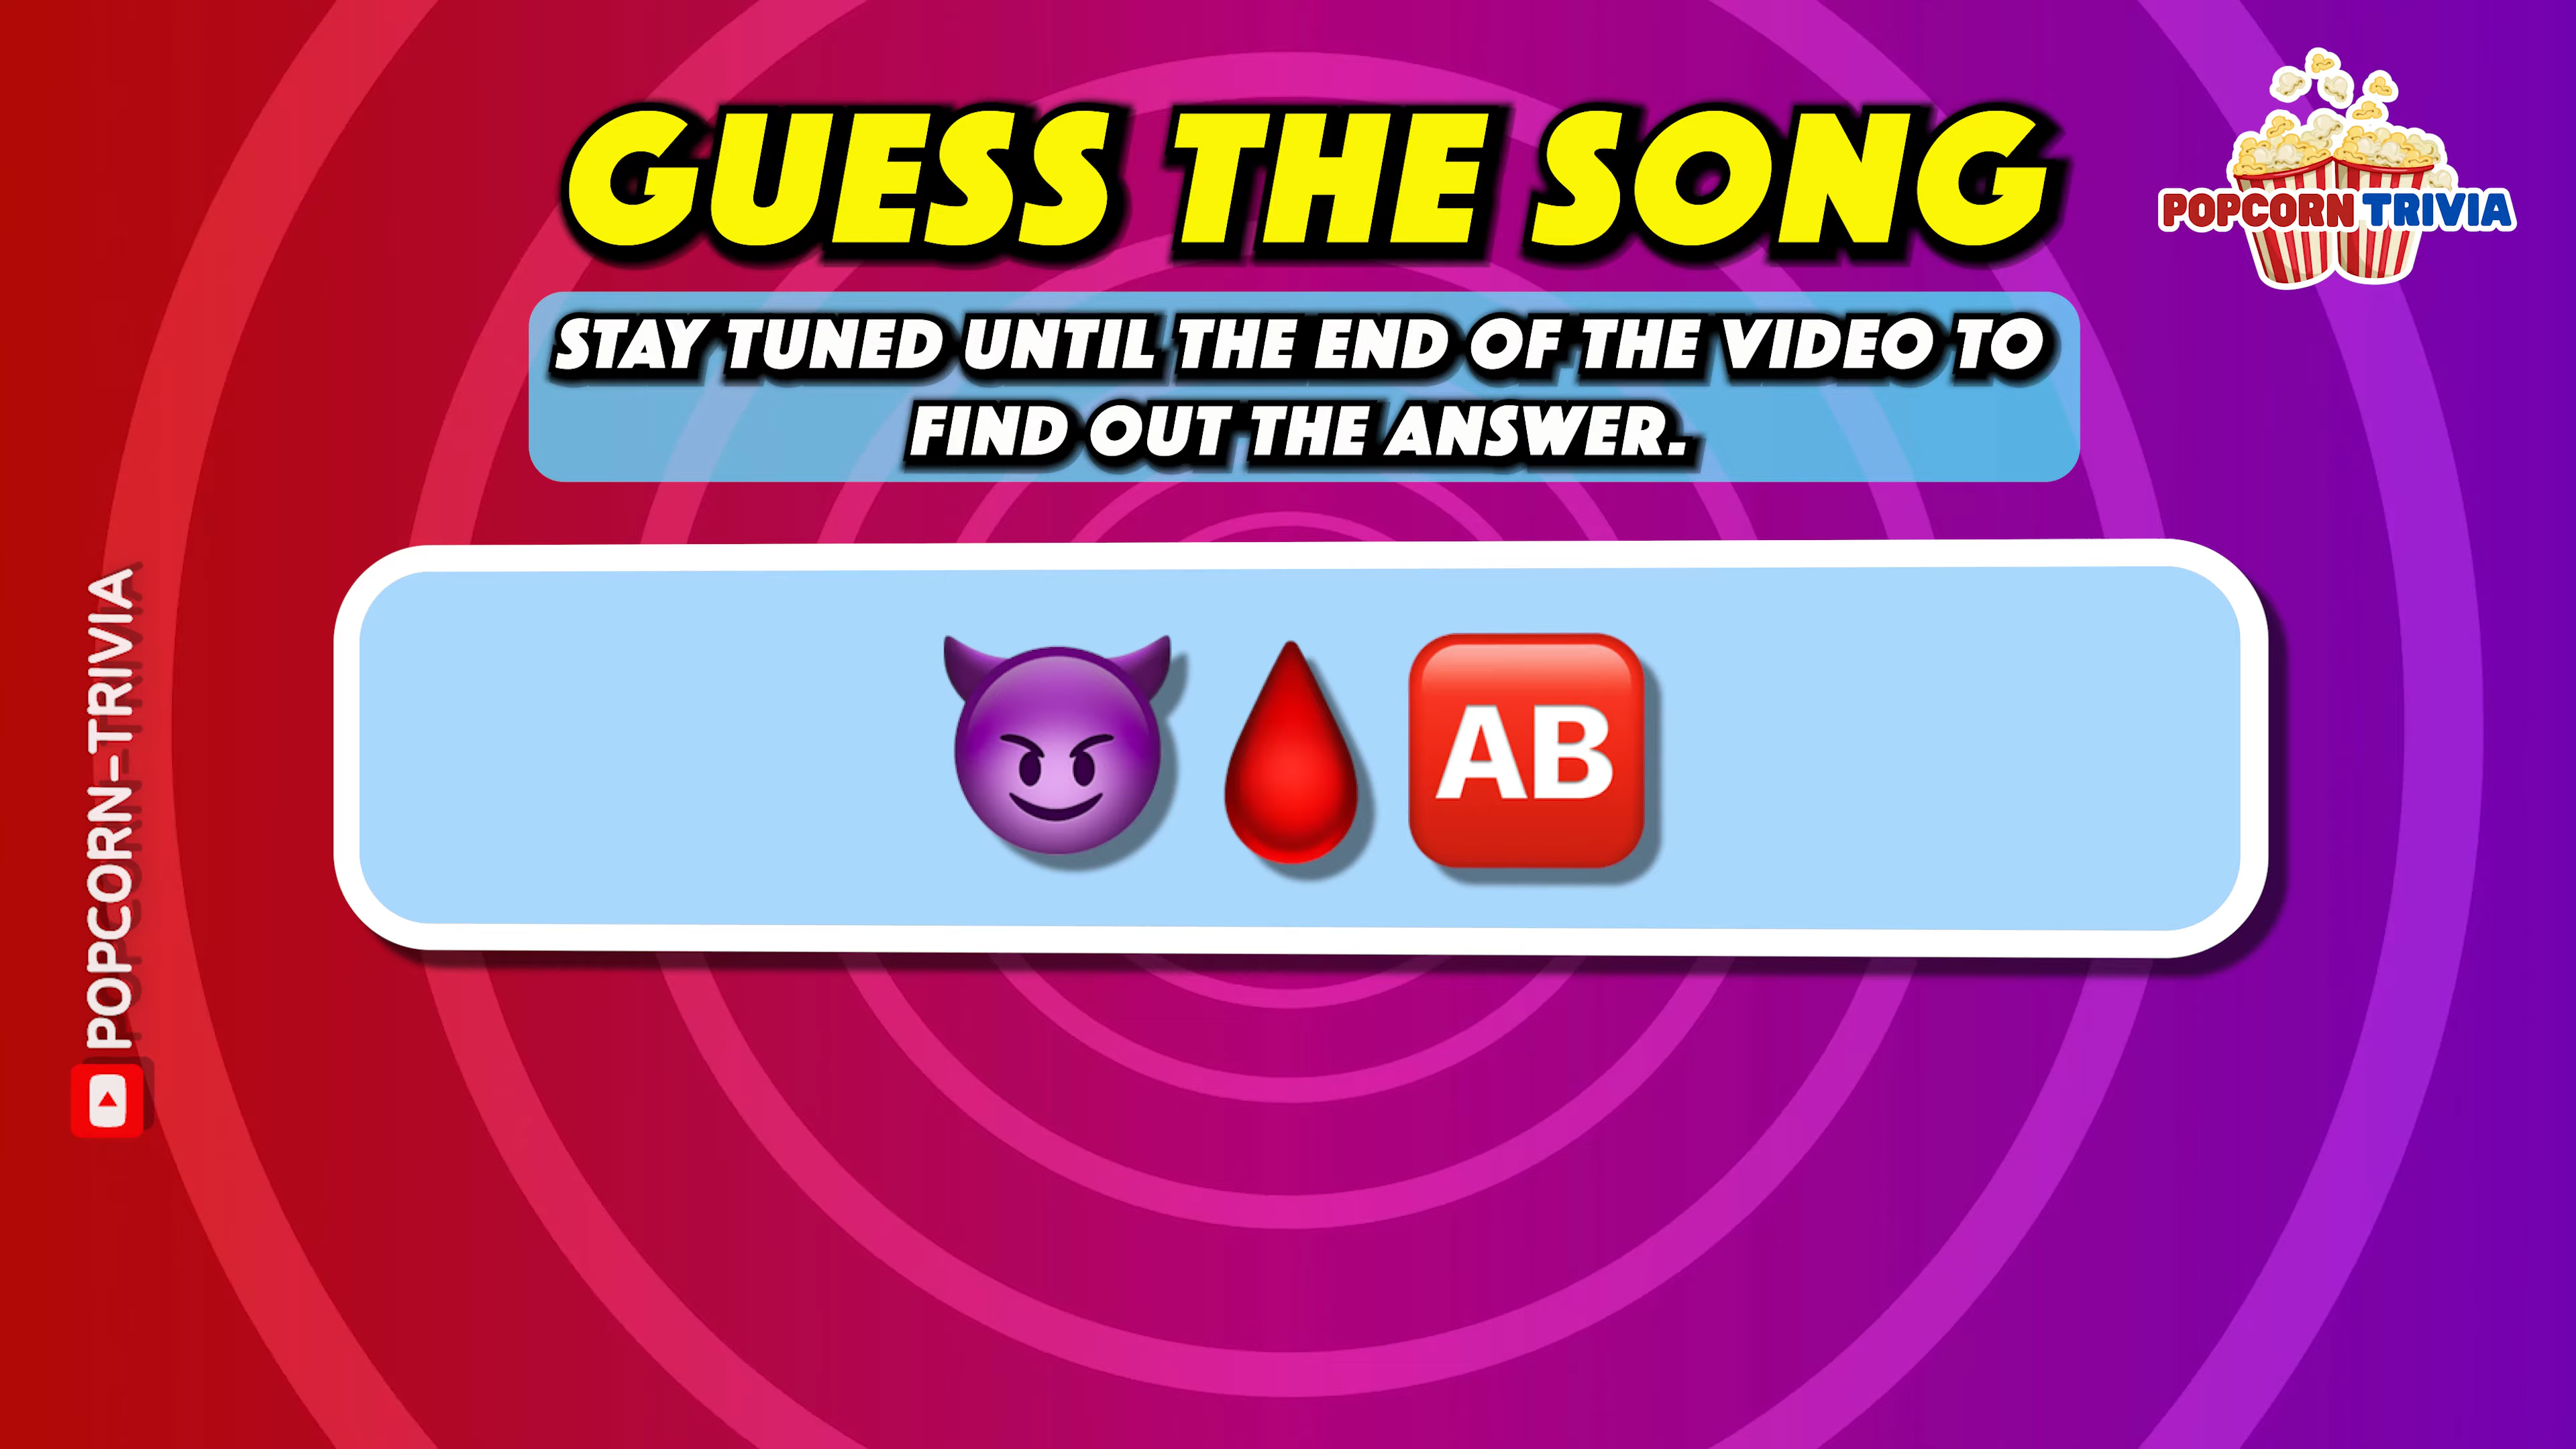 GUESS THE SONG
POPCORN TRIVIA
STAY TUNED UNTIL THE END OF THE VIDEO TO
FIND OUT THE ANSWER.
AB
POPCORN-TRIVIA